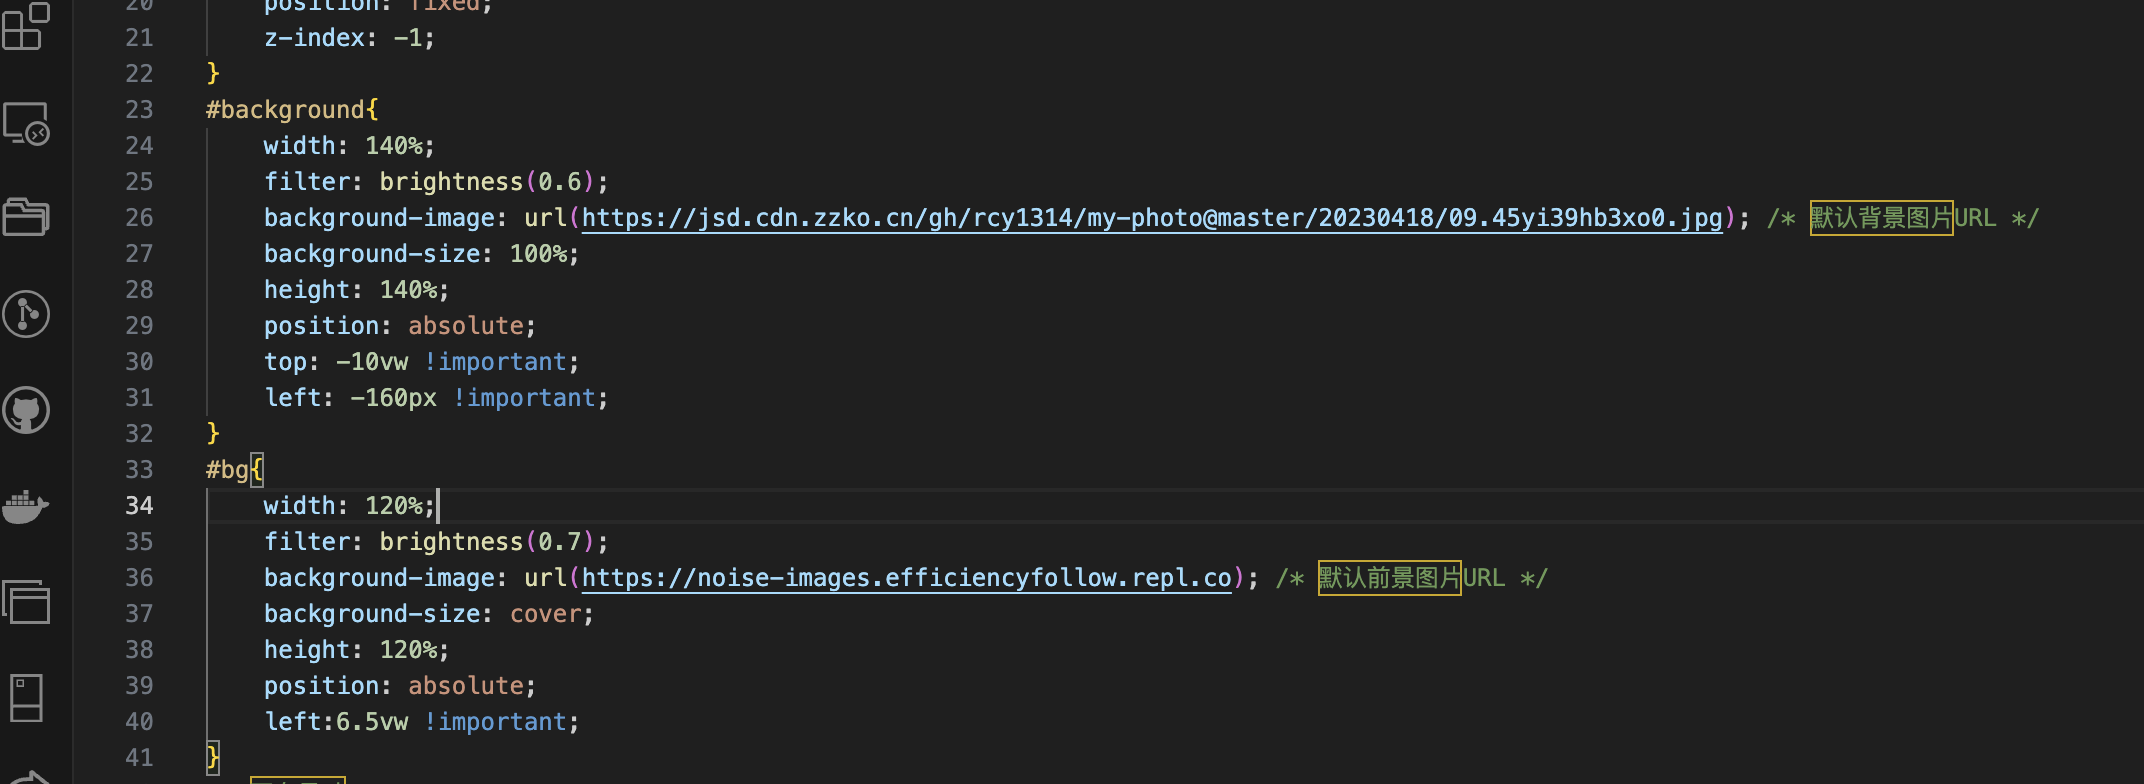 20 position: fixed;
21 z-index: -1;
22 }
23 #background{
24 width: 140%;
25 filter: brightness(0.6);
26 background-image: url(https://jsd.cdn.zzko.cn/gh/rcy1314/my-photo@master/20230418/09.45yi39hb3xo0.jpg); /* 默认背景图片URL */
27 background-size: 100%;
28 height: 140%;
29 position: absolute;
30 top: -10vw !important;
31 left: -160px !important;
32 }
33 #bg{
34 width: 120%;
35 filter: brightness(0.7);
36 background-image: url(https://noise-images.efficiencyfollow.repl.co); /* 默认前景图片URL */
37 background-size: cover;
38 height: 120%;
39 position: absolute;
40 left:6.5vw !important;
41 }